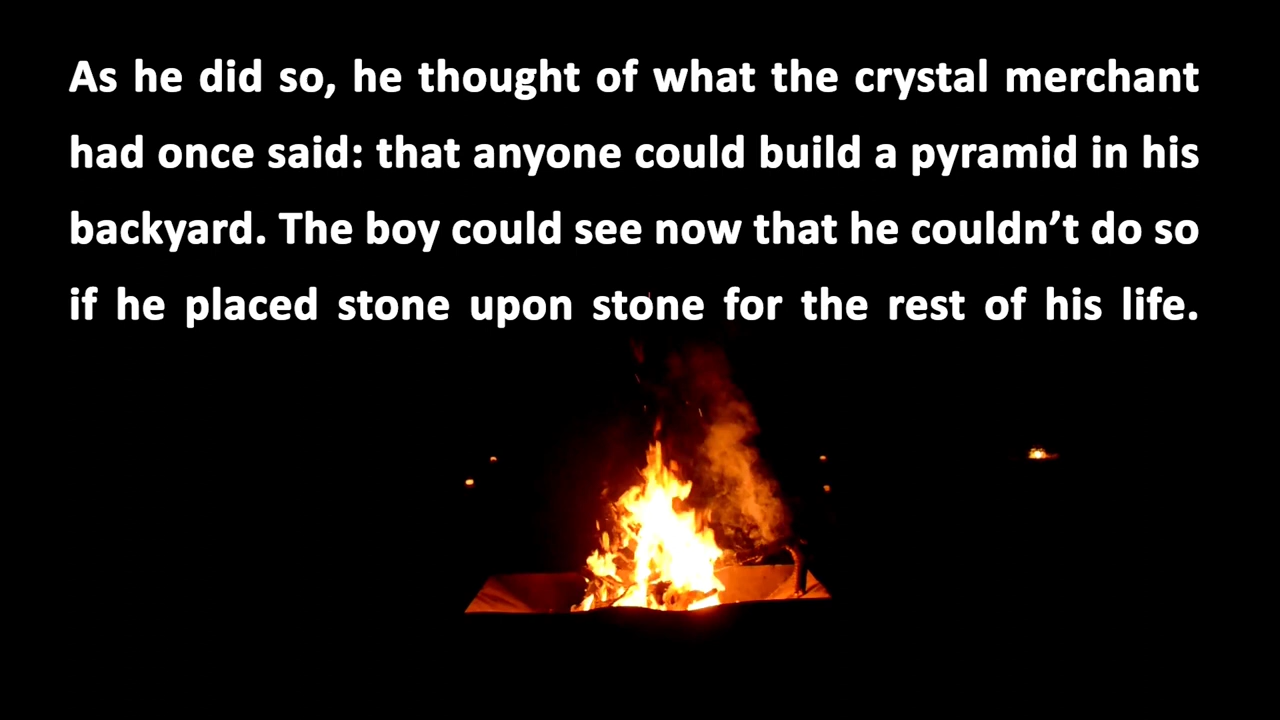 As he did so, he thought of what the crystal merchant
had once said: that anyone could build a pyramid in his
backyard. The boy could see now that he couldn’t do so
if he placed stone upon stone for the rest of his life.